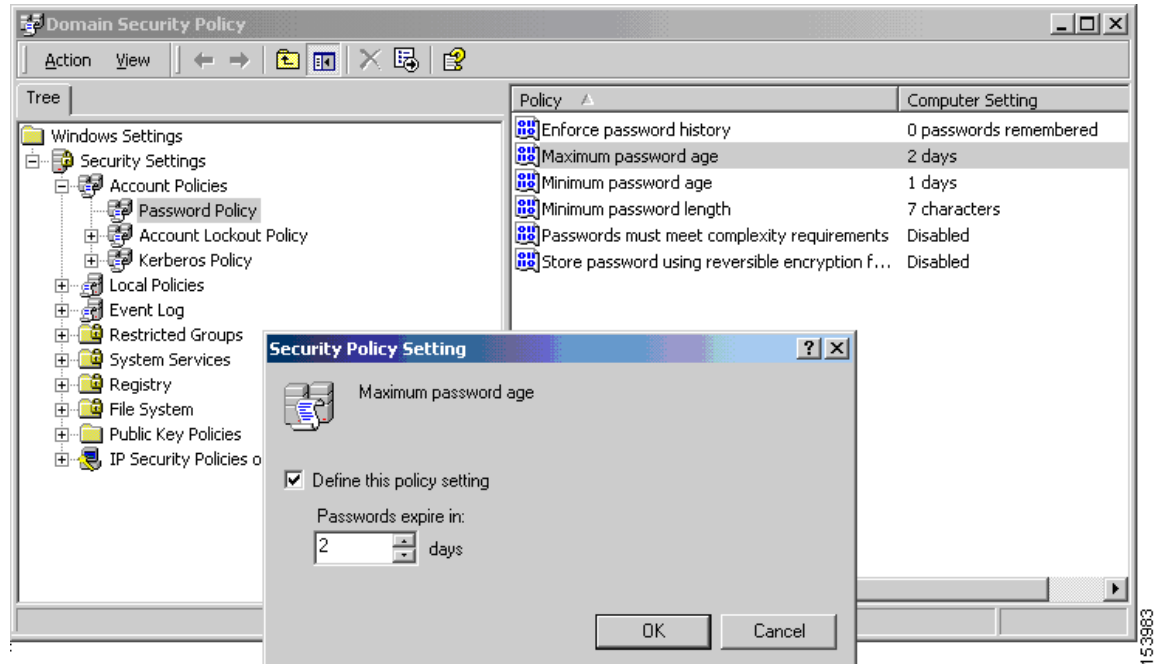 Domain Security Policy
Action View
Tree
Windows Settings
Security Settings
Account Policies
Password Policy
Account Lockout Policy
Kerberos Policy
Local Policies
Event Log
Restricted Groups
System Services
Registry
File System
Public Key Policies
IP Security Policies o
Policy Computer Setting
Enforce password history 0 passwords remembered
Maximum password age 2 days
Minimum password age 1 days
Minimum password length 7 characters
Passwords must meet complexity requirements Disabled
Store password using reversible encryption f... Disabled
Security Policy Setting
Maximum password age
Define this policy setting
Passwords expire in:
2 days
OK Cancel
153983